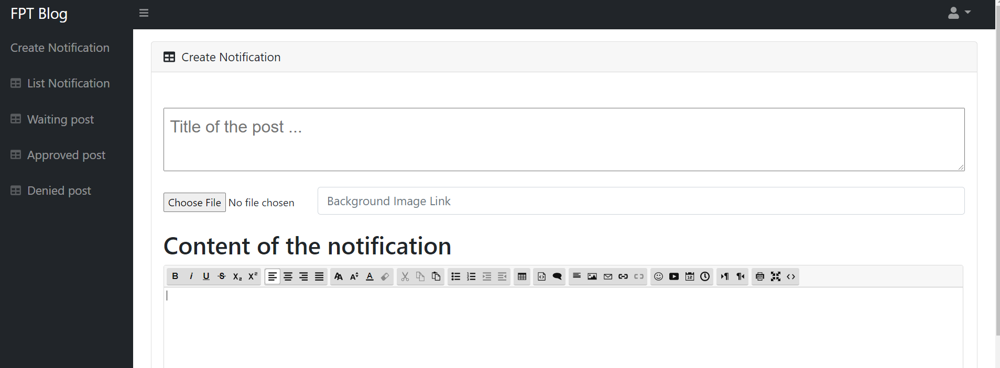 FPT Blog
Create Notification
List Notification
Waiting post
Approved post
Denied post
Create Notification
Title of the post ...
Choose File No file chosen
Background Image Link
Content of the notification